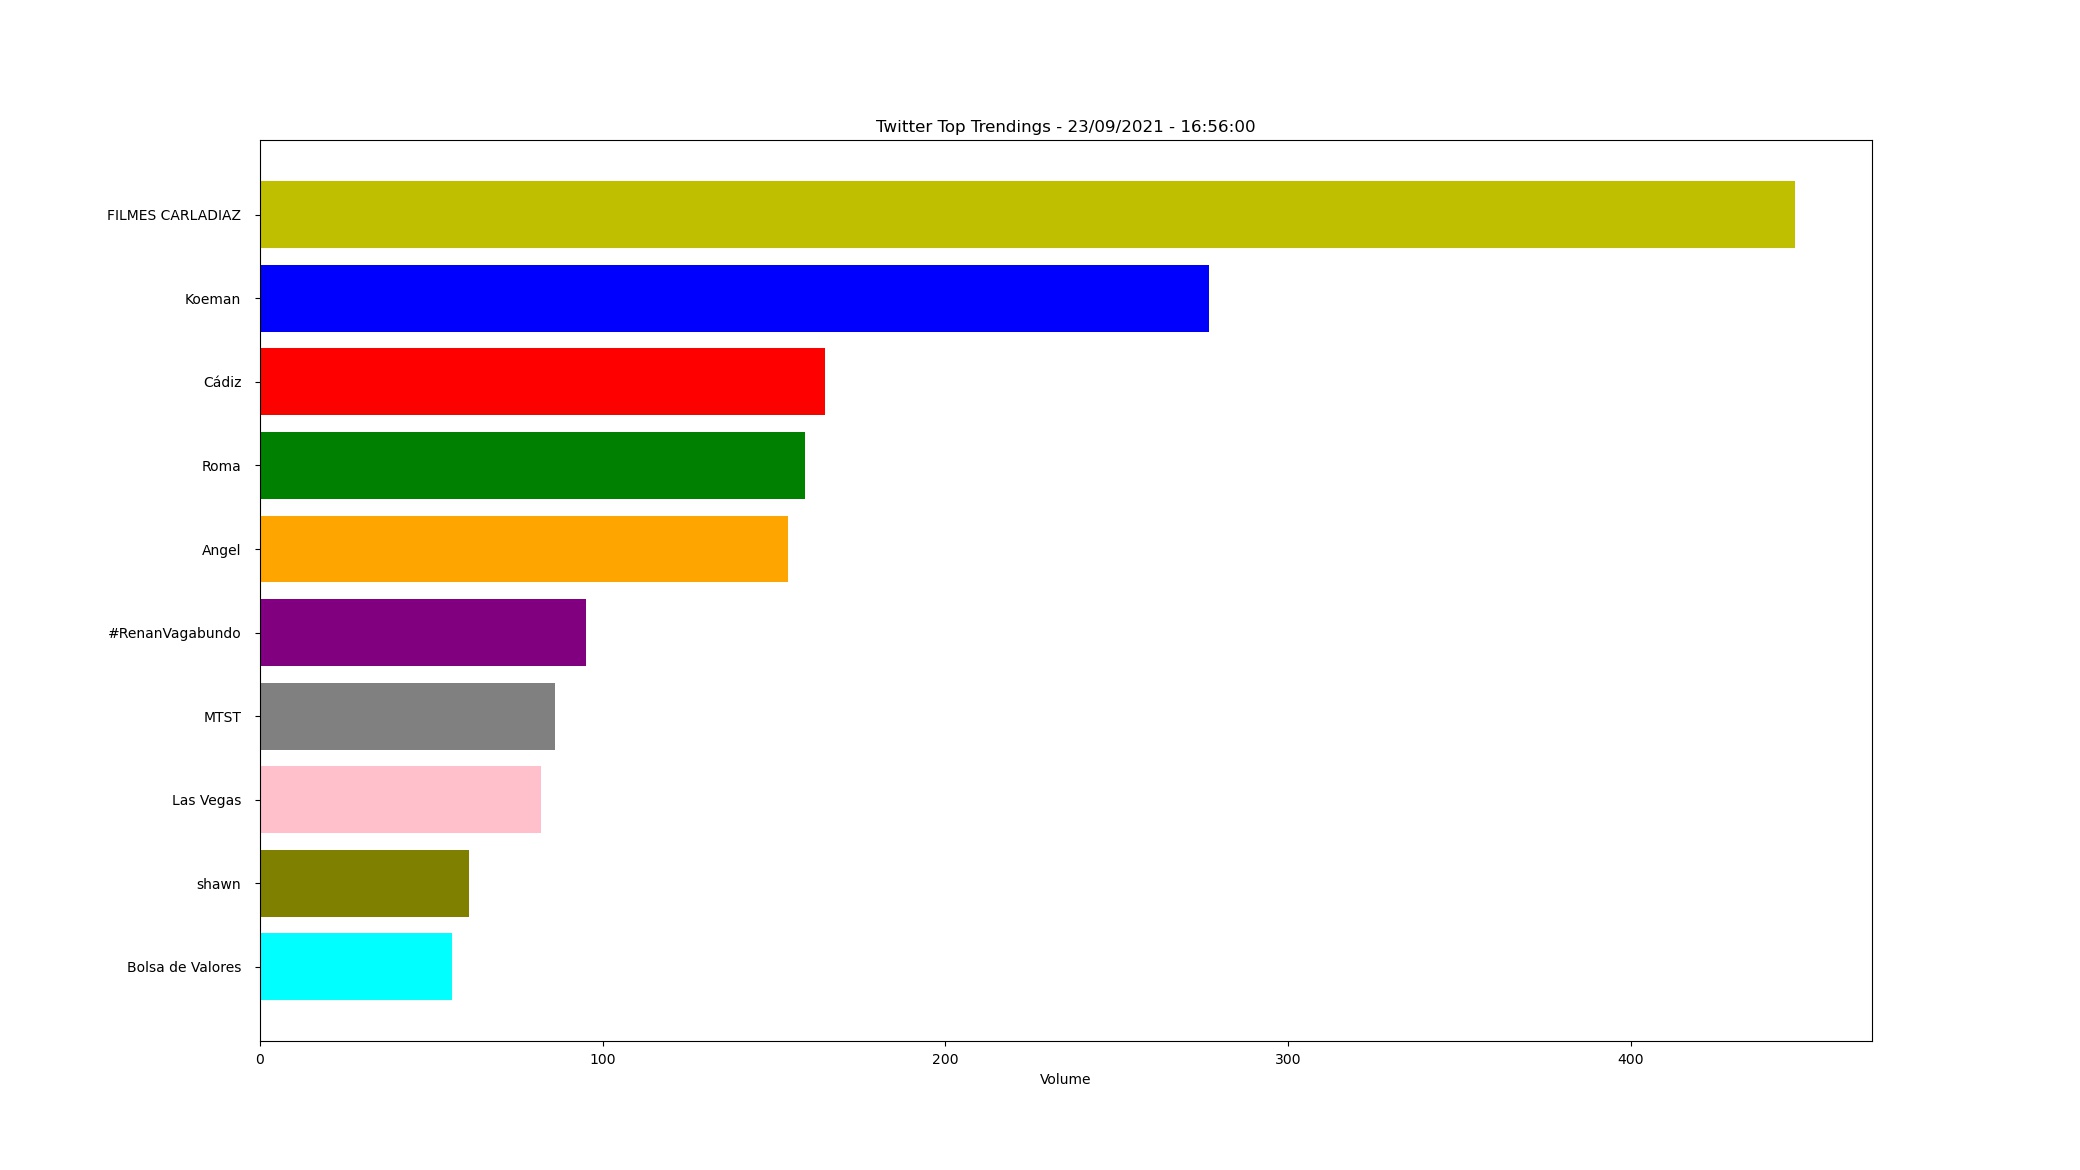 Twitter Top Trendings - 23/09/2021 - 16:56:00
FILMES CARLADIAZ
Koeman
Cádiz
Roma
Angel
#RenanVagabundo
MTST
Las Vegas
shawn
Bolsa de Valores
0 100 200 300 400
Volume